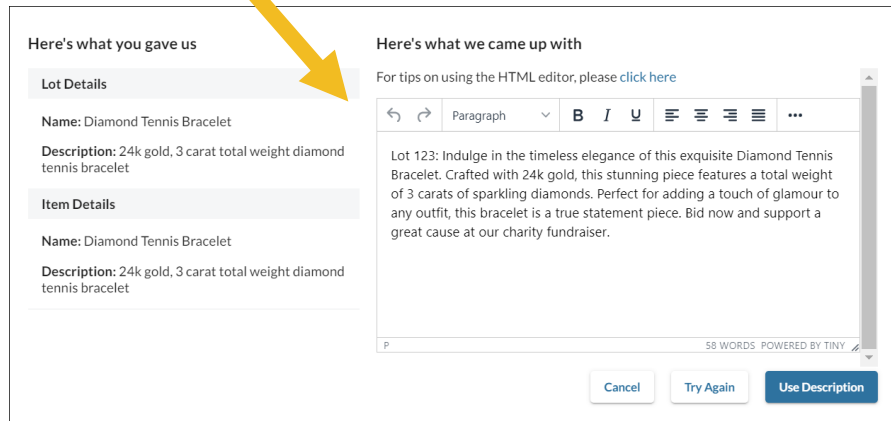 Here's what you gave us
Lot Details
Name: Diamond Tennis Bracelet
Description: 24k gold, 3 carat total weight diamond
tennis bracelet
Item Details
Name: Diamond Tennis Bracelet
Description: 24k gold, 3 carat total weight diamond
tennis bracelet
Here's what we came up with
For tips on using the HTML editor, please click here
Paragraph B I U
Lot 123: Indulge in the timeless elegance of this exquisite Diamond Tennis
Bracelet. Crafted with 24k gold, this stunning piece features a total weight
of 3 carats of sparkling diamonds. Perfect for adding a touch of glamour to
any outfit, this bracelet is a true statement piece. Bid now and support a
great cause at our charity fundraiser.
P 58 WORDS POWERED BY TINY
Cancel Try Again Use Description